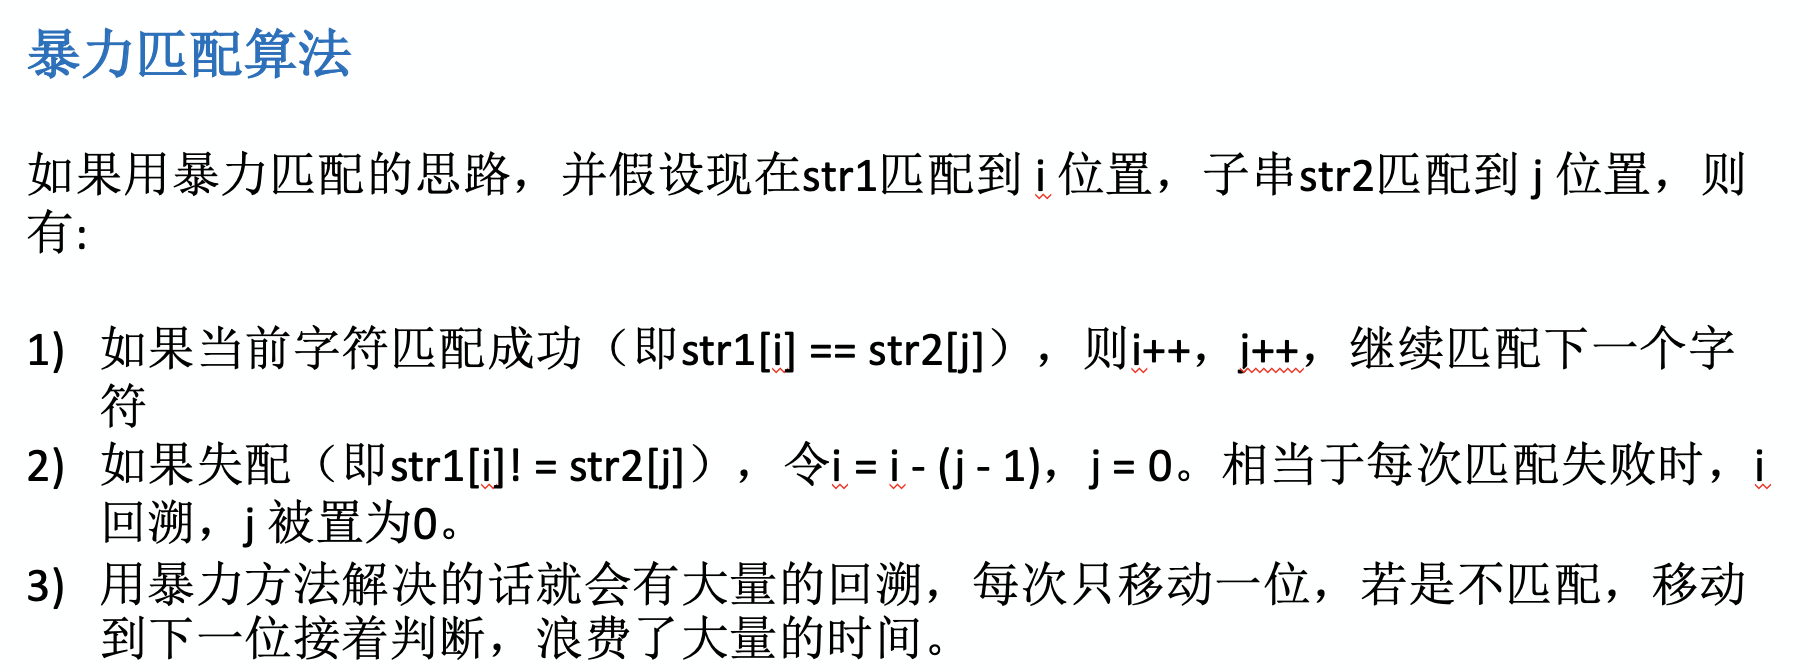 暴力匹配算法
如果用暴力匹配的思路，并假设现在str1匹配到 i 位置，子串str2匹配到 j 位置，则
有:
1) 如果当前字符匹配成功（即str1[i] == str2[j]），则i++，j++，继续匹配下一个字
符
2) 如果失配（即str1[i]! = str2[j]），令i = i - (j - 1)，j = 0。相当于每次匹配失败时，i
回溯，j 被置为0。
3) 用暴力方法解决的话就会有大量的回溯，每次只移动一位，若是不匹配，移动
到下一位接着判断，浪费了大量的时间。